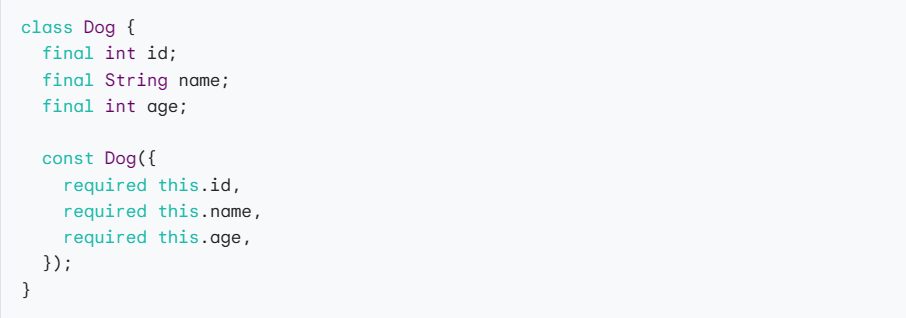 class Dog {
  final int id;
  final String name;
  final int age;

  const Dog({
    required this.id,
    required this.name,
    required this.age,
  });
}